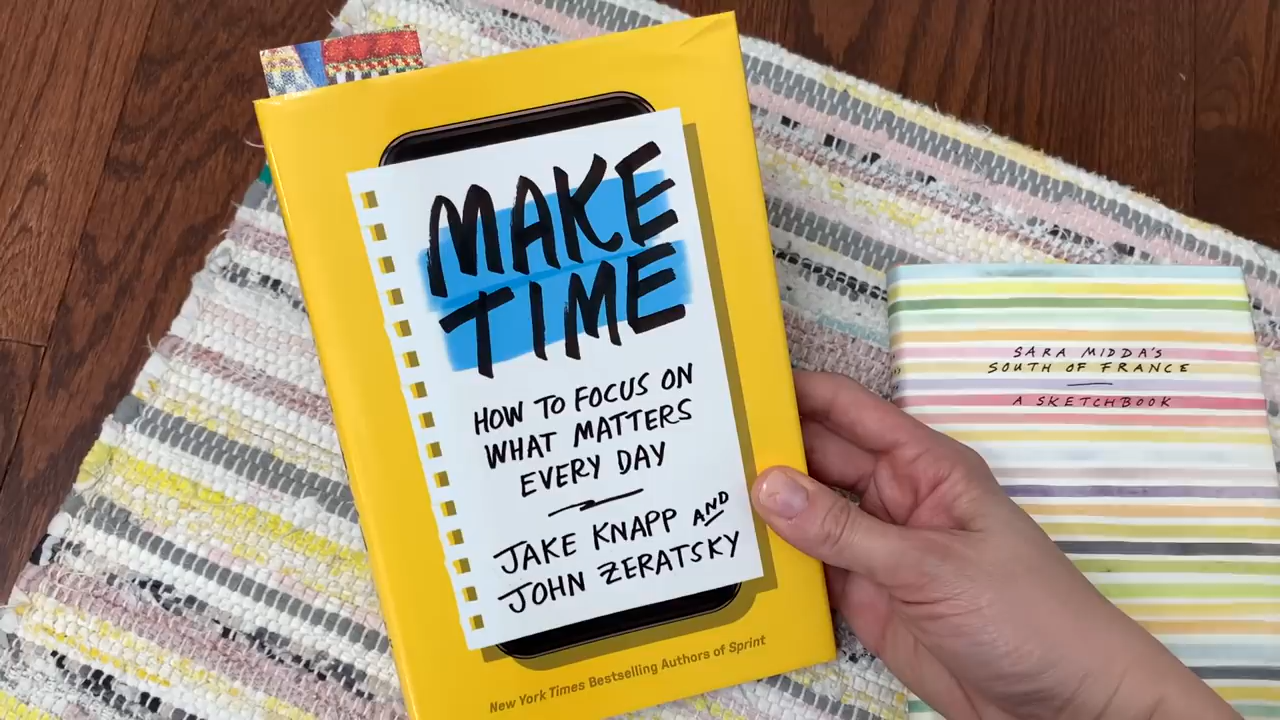 MAKE
TIME
HOW TO FOCUS ON
WHAT MATTERS
EVERY DAY
JAKE KNAPP AND
JOHN ZERATSKY
New York Times Bestselling Authors of Sprint
SARA MIDDA'S
SOUTH OF FRANCE
A SKETCHBOOK